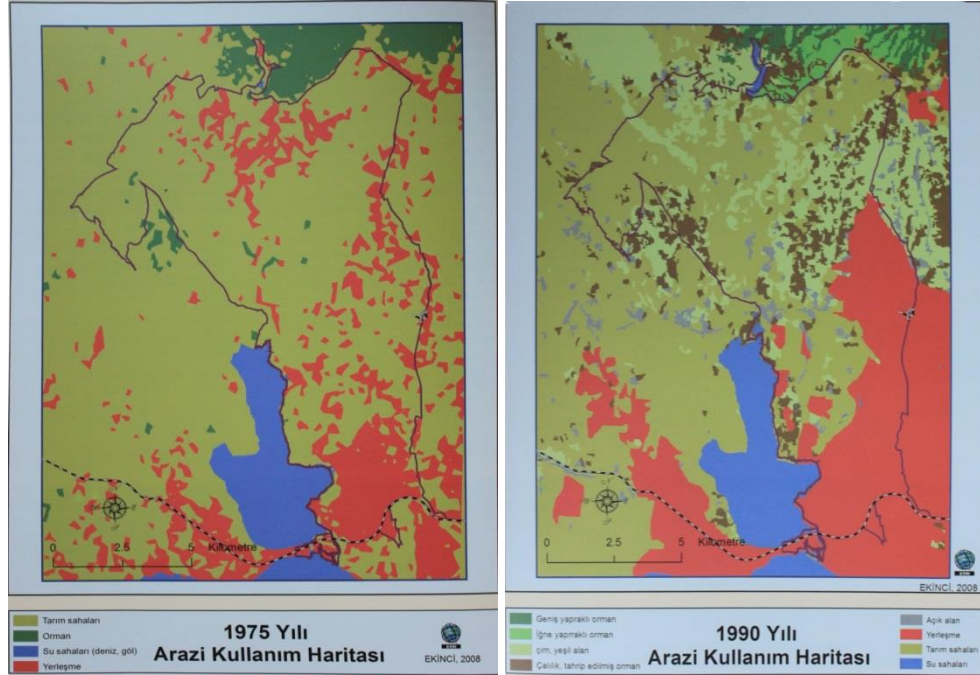 0 2.5 5 Kilometre
Tarım sahaları
Orman
Su sahaları (deniz, göl)
Yerleşme
1975 Yılı
Arazi Kullanım Haritası
EKİNCİ, 2008
0 2.5 5 Kilometre
EKİNCİ, 2008
Geniş yapraklı orman
İğne yaprraklı orman
çim, yeşil alan
Çalılık, tahrip edilmiş orman
1990 Yılı
Arazi Kullanım Haritası
Açık alan
Yerleşme
Tarım sahaları
Su sahaları